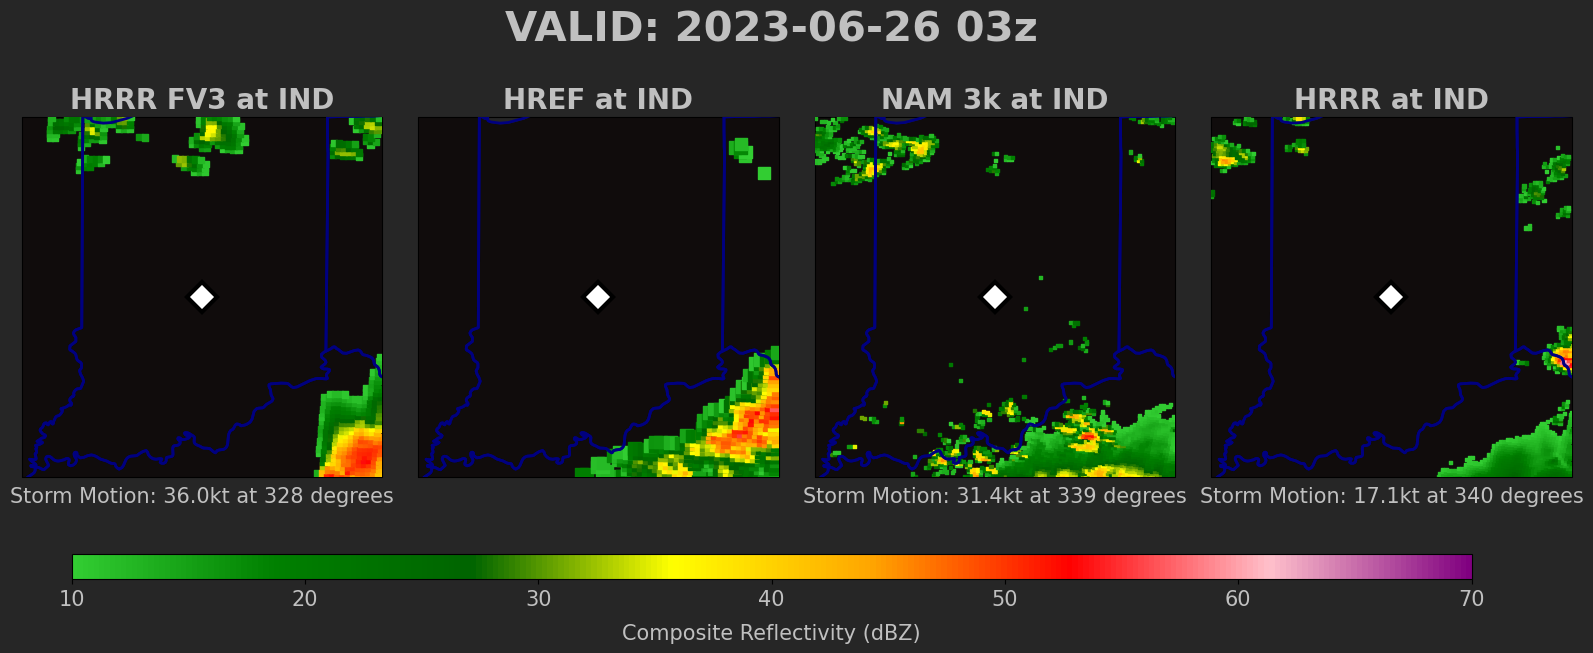 VALID: 2023-06-26 03z
HRRR FV3 at IND
HREF at IND
NAM 3k at IND
HRRR at IND
Storm Motion: 36.0kt at 328 degrees
Storm Motion: 31.4kt at 339 degrees
Storm Motion: 17.1kt at 340 degrees
10 20 30 40 50 60 70
Composite Reflectivity (dBZ)